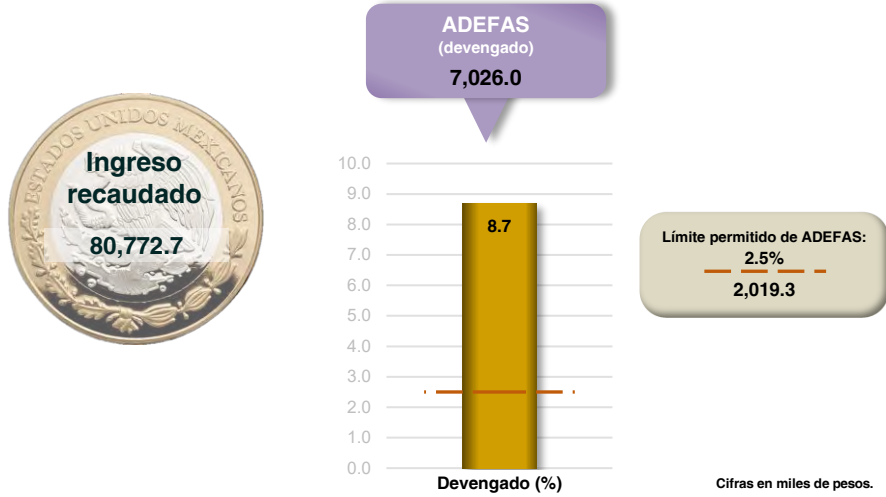 ADEFAS
(devengado)
7,026.0
ESTADOS UNIDOS MEXICANOS
Ingreso
recaudado
80,772.7
10.0
9.0
8.0
7.0
6.0
5.0
4.0
3.0
2.0
1.0
0.0
8.7
Devengado (%)
Límite permitido de ADEFAS:
2.5%
2,019.3
Cifras en miles de pesos.